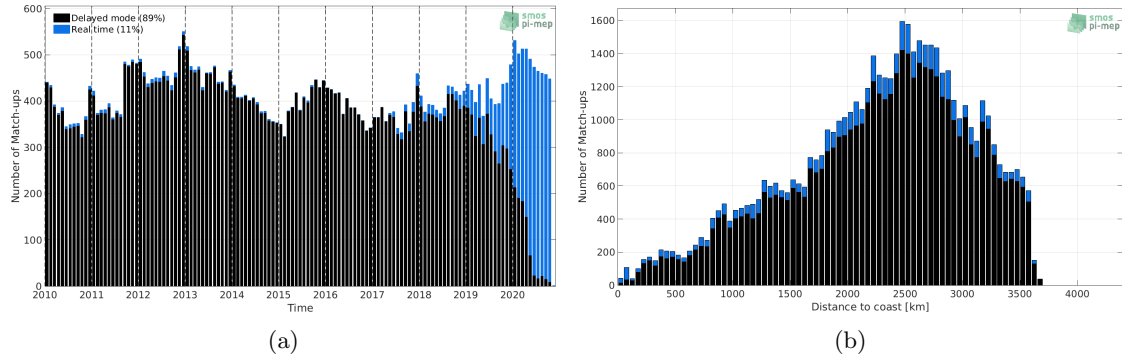 Delayed mode (89%)
Real time (11%)
smos
pi-mep
Number of Match-ups
600
500
400
300
200
100
0
2010 2011 2012 2013 2014 2015 2016 2017 2018 2019 2020
Time
(a)
smos
pi-mep
Number of Match-ups
1600
1400
1200
1000
800
600
400
200
0
0 500 1000 1500 2000 2500 3000 3500 4000
Distance to coast [km]
(b)